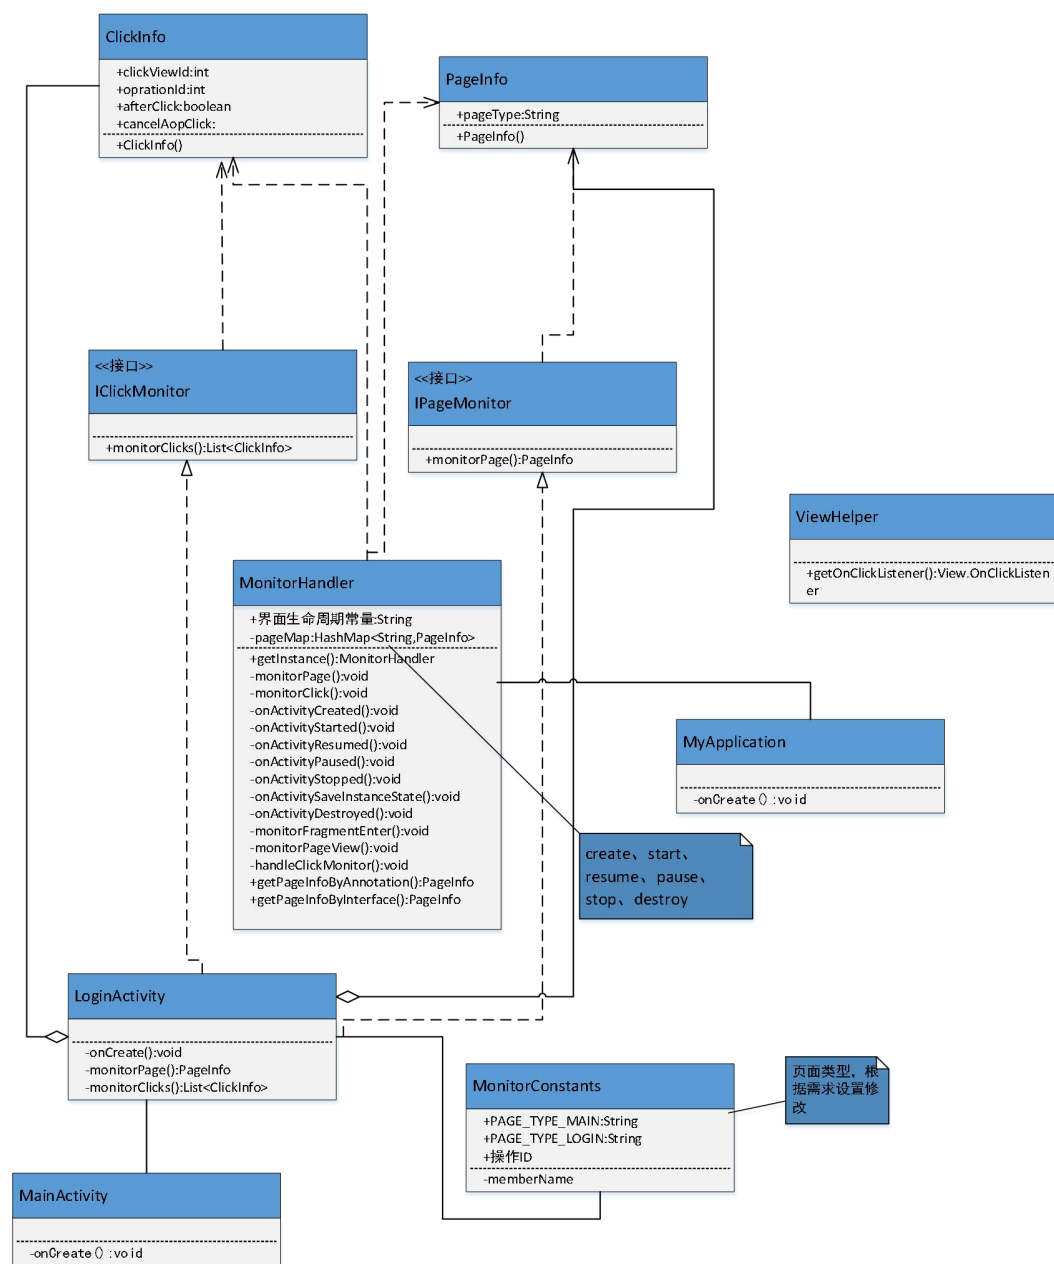 ClickInfo
+clickViewId:int
+oprationId:int
+afterClick:boolean
+cancelAopClick:
+ClickInfo()
PageInfo
+pageType:String
+PageInfo()
<<接口>>
IClickMonitor
+monitorClicks():List<ClickInfo>
<<接口>>
IPageMonitor
+monitorPage():PageInfo
ViewHelper
+getOnClickListener():View.OnClickListen
er
MonitorHandler
+界面生命周期常量:String
-pageMap:HashMap<String,PageInfo>
+getInstance():MonitorHandler
-monitorPage():void
-monitorClick():void
-onActivityCreated():void
-onActivityStarted():void
-onActivityResumed():void
-onActivityPaused():void
-onActivityStopped():void
-onActivitySaveInstanceState():void
-onActivityDestroyed():void
-monitorFragmentEnter():void
-monitorPageView():void
-handleClickMonitor():void
+getPageInfoByAnnotation():PageInfo
+getPageInfoByInterface():PageInfo
MyApplication
-onCreate():void
create、start、
resume、pause、
stop、destroy
LoginActivity
-onCreate():void
-monitorPage():PageInfo
-monitorClicks():List<ClickInfo>
MonitorConstants
+PAGE_TYPE_MAIN:String
+PAGE_TYPE_LOGIN:String
+操作ID
-memberName
页面类型，根
据需求设置修
改
MainActivity
-onCreate():void